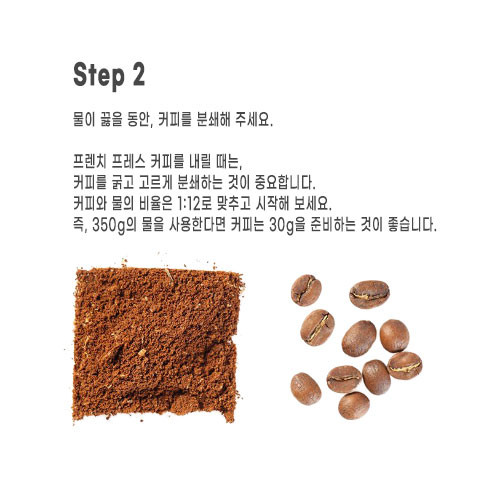 Step 2
물이 끓을 동안, 커피를 분쇄해 주세요.
프렌치 프레스 커피를 내릴 때는,
커피를 굵고 고르게 분쇄하는 것이 중요합니다.
커피와 물의 비율은 1:12로 맞추고 시작해 보세요.
즉, 350g의 물을 사용한다면 커피는 30g을 준비하는 것이 좋습니다.